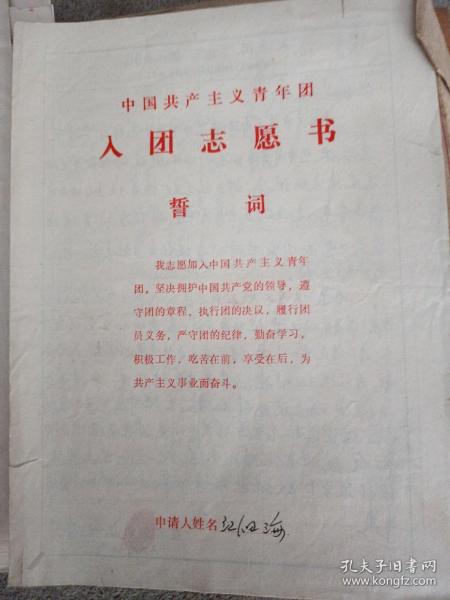 中国共产主义青年团
入团志愿书
誓 词
我志愿加入中国共产主义青年
团，坚决拥护中国共产党的领导，遵
守团的章程，执行团的决议，履行团
员义务，严守团的纪律，勤奋学习，
积极工作，吃苦在前，享受在后，为
共产主义事业而奋斗。
申请人姓名 江四海
孔夫子旧书网
www.kongfz.com